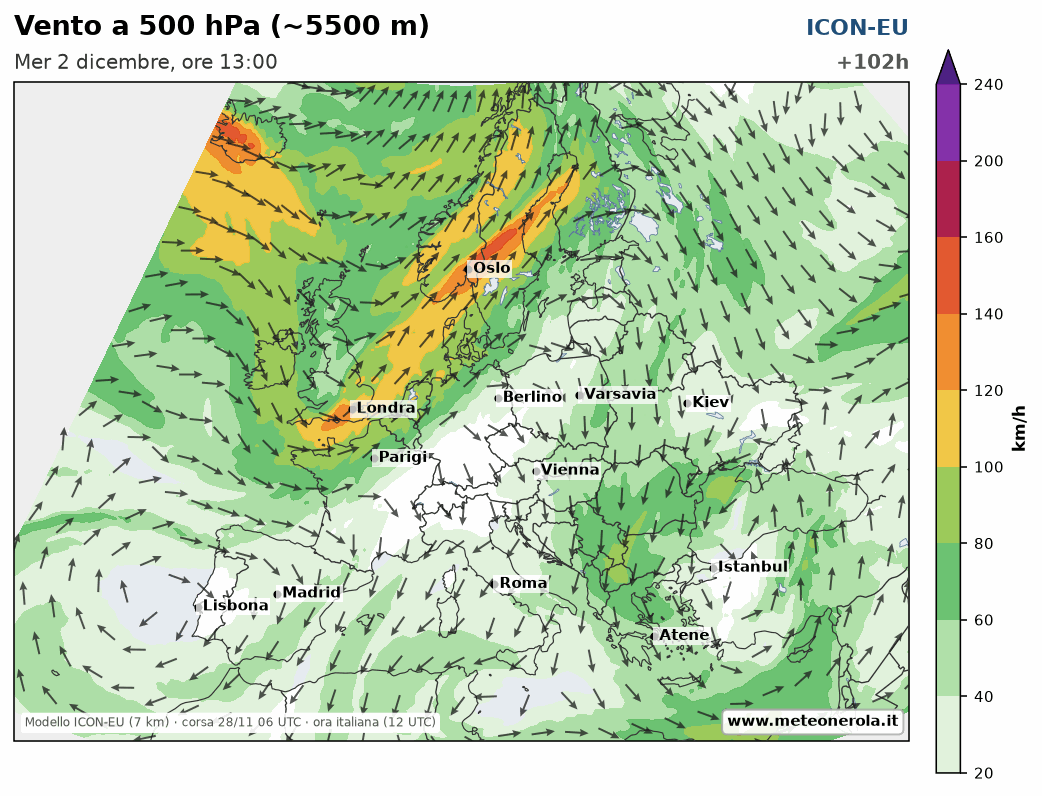 Vento a 500 hPa (~5500 m)
ICON-EU
Mer 2 dicembre, ore 13:00
+102h
240
200
160
140
120
100
80
60
40
20
km/h
Oslo
Londra
Berlino
Varsavia
Kiev
Parigi
Vienna
Istanbul
Roma
Madrid
Lisbona
Atene
Modello ICON-EU (7 km) · corsa 28/11 06 UTC · ora italiana (12 UTC)
www.meteonerola.it